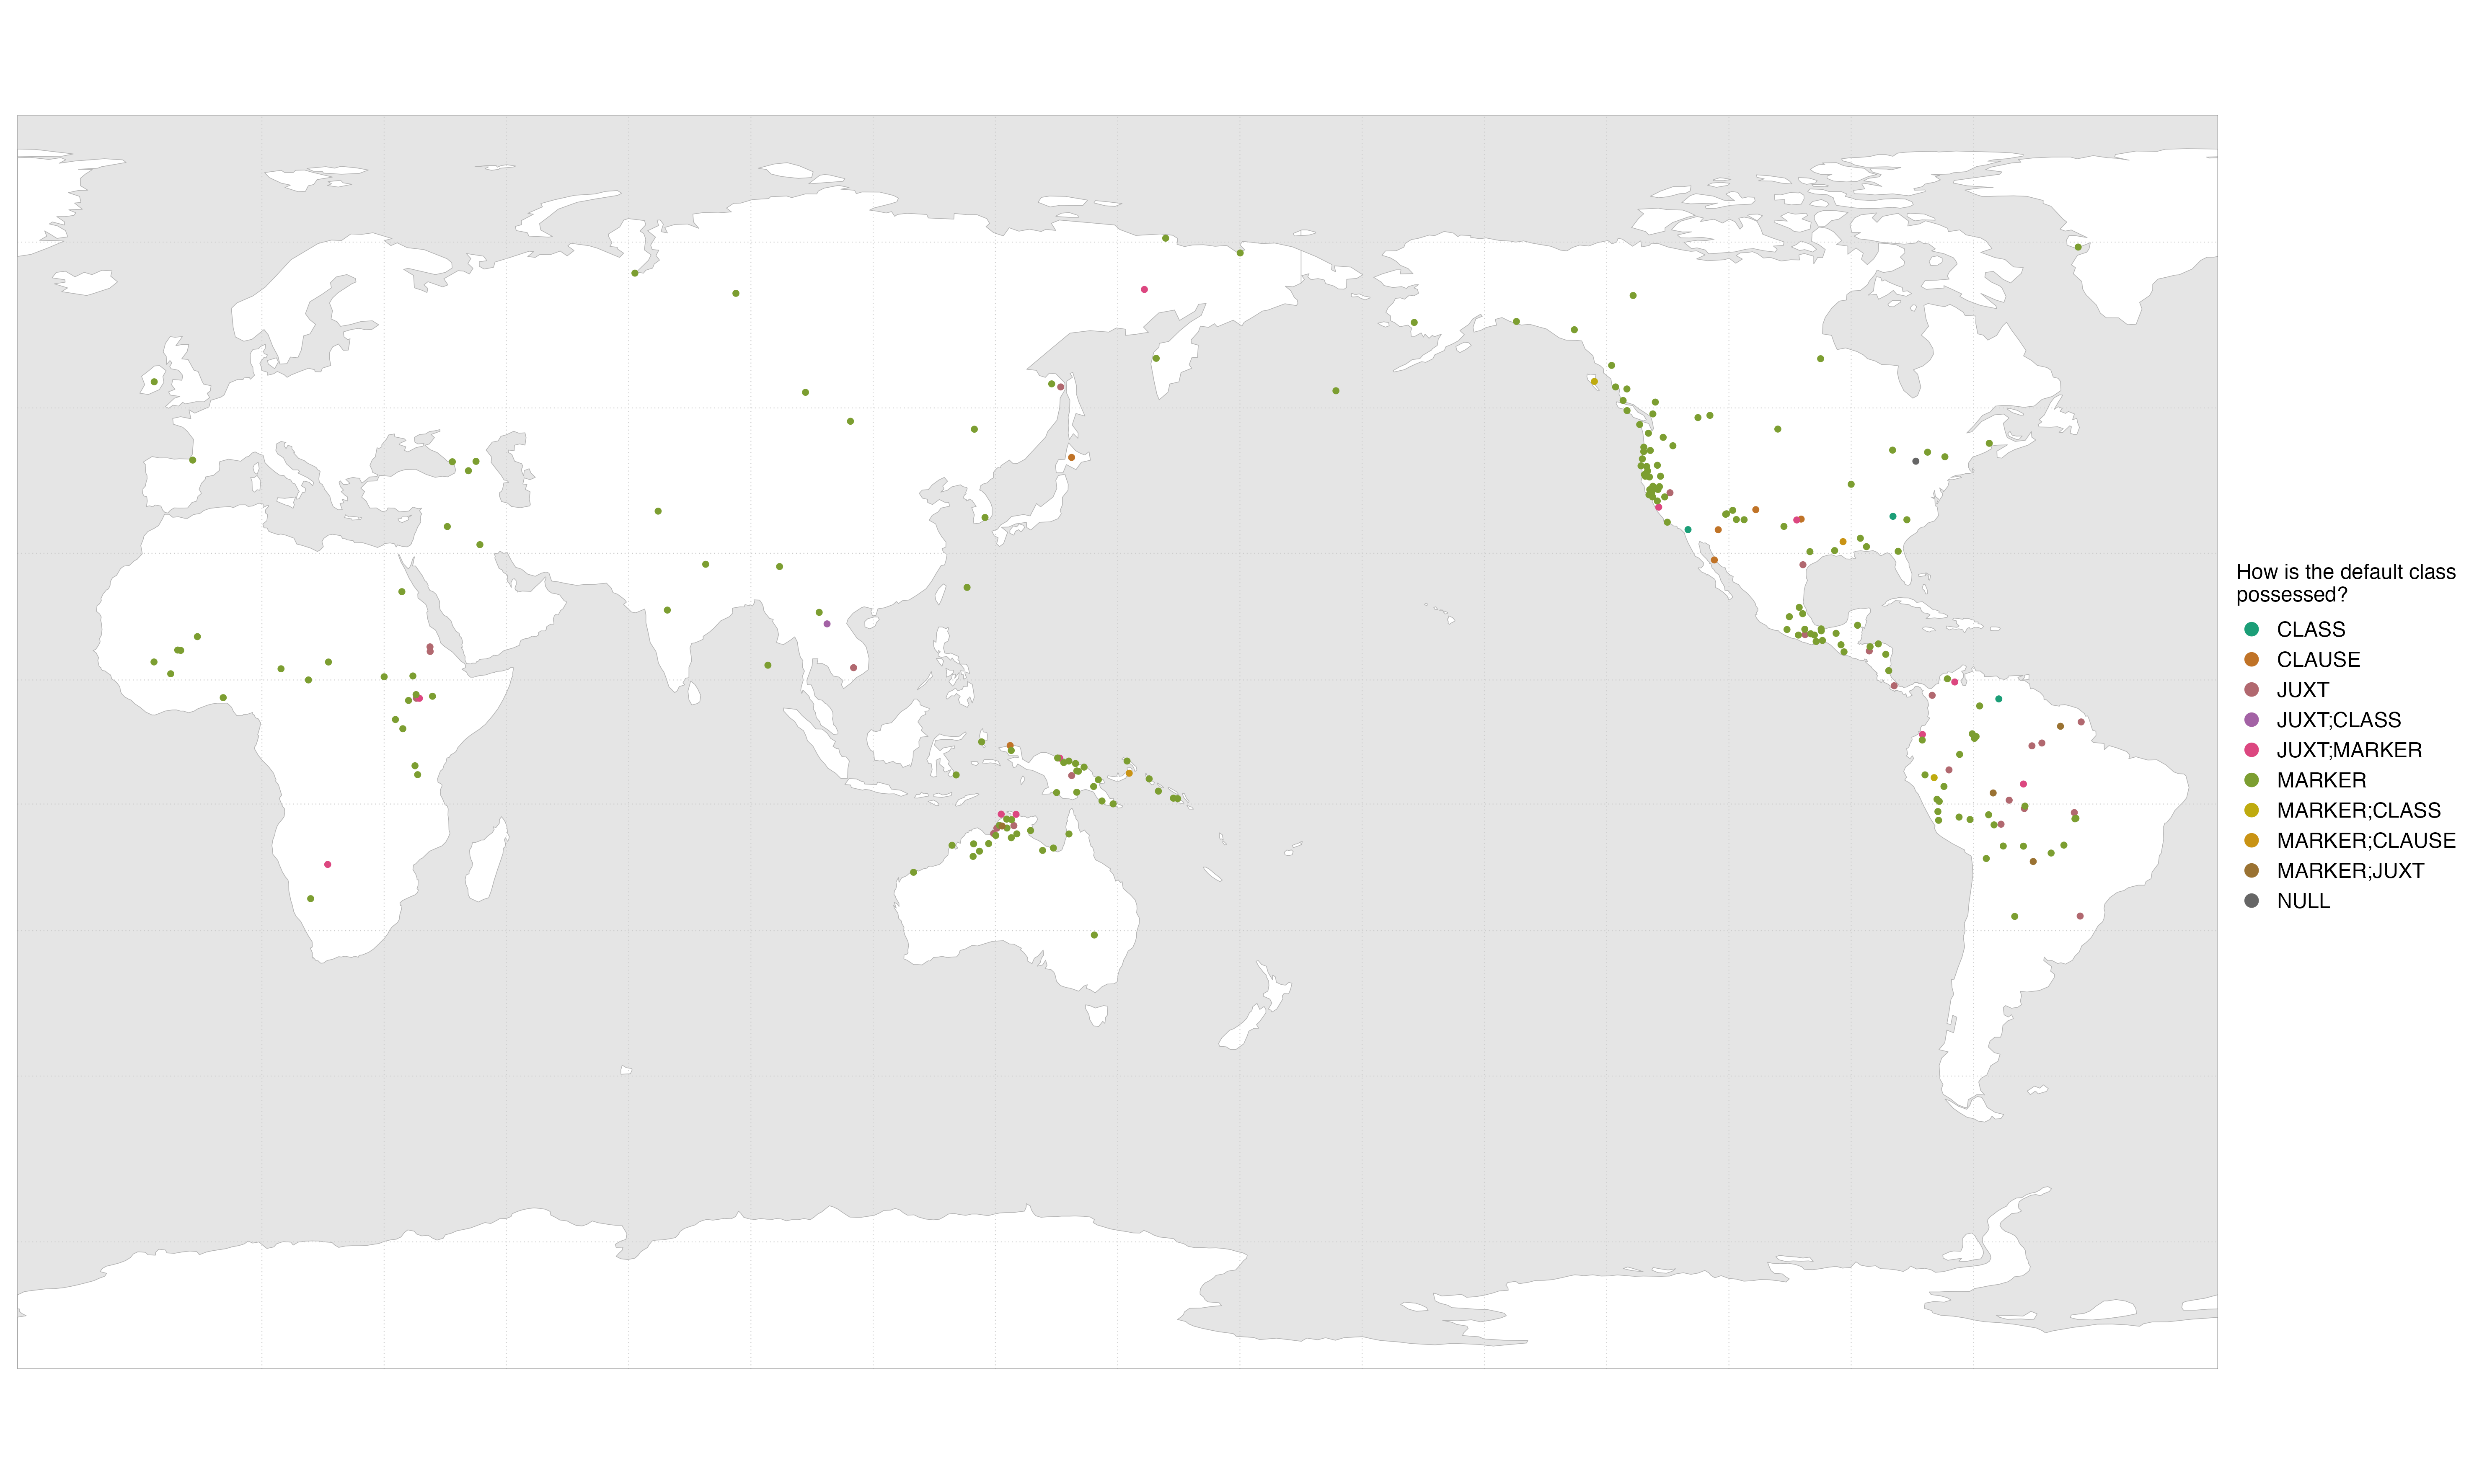 How is the default class
possessed?
CLASS
CLAUSE
JUXT
JUXT;CLASS
JUXT;MARKER
MARKER
MARKER;CLASS
MARKER;CLAUSE
MARKER;JUXT
NULL